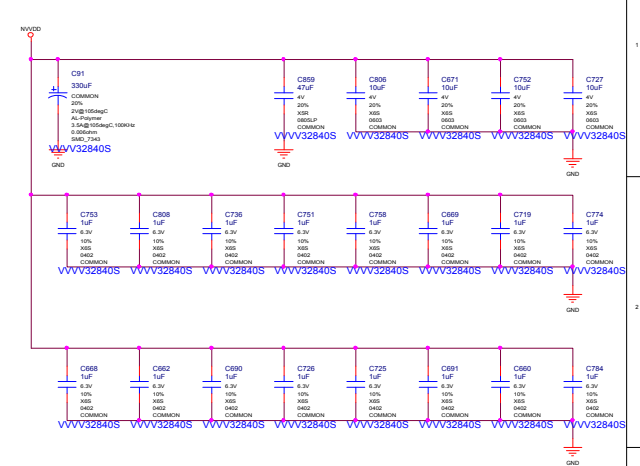 NVVDD
1
C91
330uF
COMMON
20%
2V@105degC
AL-Polymer
3.5A@105degC,100KHz
0.006ohm
SMD_7343
VVVV32840S
GND
C859
47uF
4V
20%
X5R
0805LP
COMMON
VVVV32840S
GND
C806
10uF
4V
20%
X6S
0603
COMMON
VVVV32840S
C671
10uF
4V
20%
X6S
0603
COMMON
VVVV32840S
C752
10uF
4V
20%
X6S
0603
COMMON
VVVV32840S
C727
10uF
4V
20%
X6S
0603
COMMON
VVVV32840S
GND
C753
1uF
6.3V
10%
X6S
0402
COMMON
VVVV32840S
C808
1uF
6.3V
10%
X6S
0402
COMMON
VVVV32840S
C736
1uF
6.3V
10%
X6S
0402
COMMON
VVVV32840S
C751
1uF
6.3V
10%
X6S
0402
COMMON
VVVV32840S
C758
1uF
6.3V
10%
X6S
0402
COMMON
VVVV32840S
C669
1uF
6.3V
10%
X6S
0402
COMMON
VVVV32840S
C719
1uF
6.3V
10%
X6S
0402
COMMON
VVVV32840S
C774
1uF
6.3V
10%
X6S
0402
COMMON
VVVV32840S
GND
2
C668
1uF
6.3V
10%
X6S
0402
COMMON
VVVV32840S
C662
1uF
6.3V
10%
X6S
0402
COMMON
VVVV32840S
C690
1uF
6.3V
10%
X6S
0402
COMMON
VVVV32840S
C726
1uF
6.3V
10%
X6S
0402
COMMON
VVVV32840S
C725
1uF
6.3V
10%
X6S
0402
COMMON
VVVV32840S
C691
1uF
6.3V
10%
X6S
0402
COMMON
VVVV32840S
C660
1uF
6.3V
10%
X6S
0402
COMMON
VVVV32840S
C784
1uF
6.3V
10%
X6S
0402
COMMON
VVVV32840S
GND